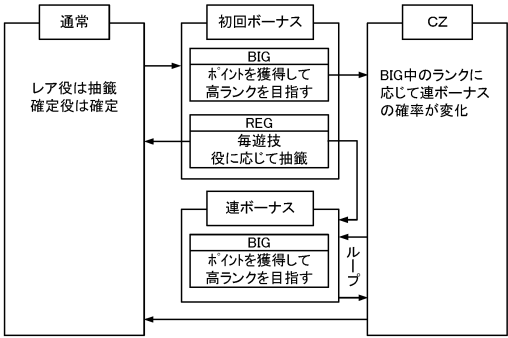 通常
レア役は抽籤
確定役は確定
初回ボーナス
BIG
ポイントを獲得して
高ランクを目指す
REG
毎遊技
役に応じて抽籤
連ボーナス
BIG
ポイントを獲得して
高ランクを目指す
ループ
CZ
BIG中のランクに
応じて連ボーナス
の確率が変化